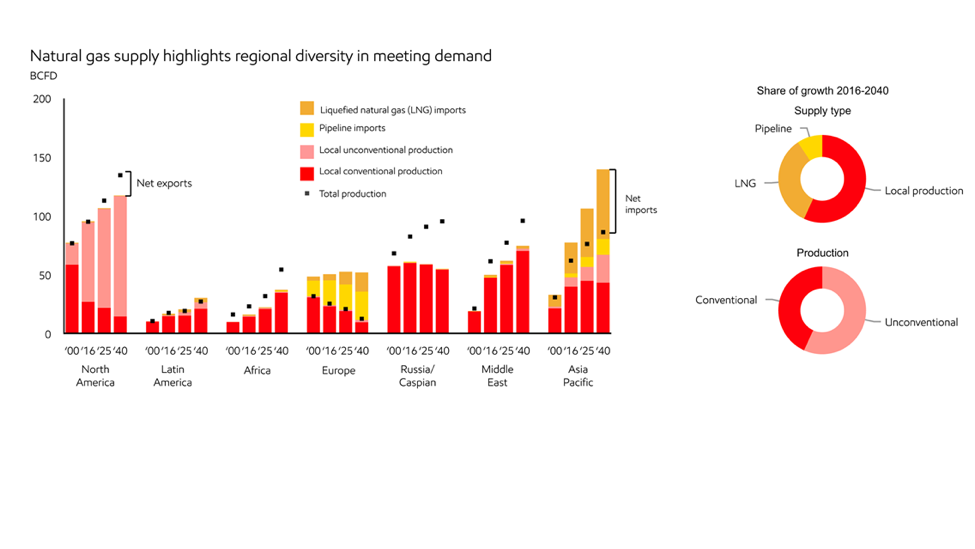 Natural gas supply highlights regional diversity in meeting demand
BCFD
200
150
100
50
0
Liquefied natural gas (LNG) imports
Pipeline imports
Local unconventional production
Local conventional production
Total production
Net exports
Net
imports
'00 '16 '25 '40
North
America
'00 '16 '25 '40
Latin
America
'00 '16 '25 '40
Africa
'00 '16 '25 '40
Europe
'00 '16 '25 '40
Russia/
Caspian
'00 '16 '25 '40
Middle
East
'00 '16 '25 '40
Asia
Pacific
Share of growth 2016-2040
Supply type
Pipeline
LNG
Local production
Production
Conventional
Unconventional